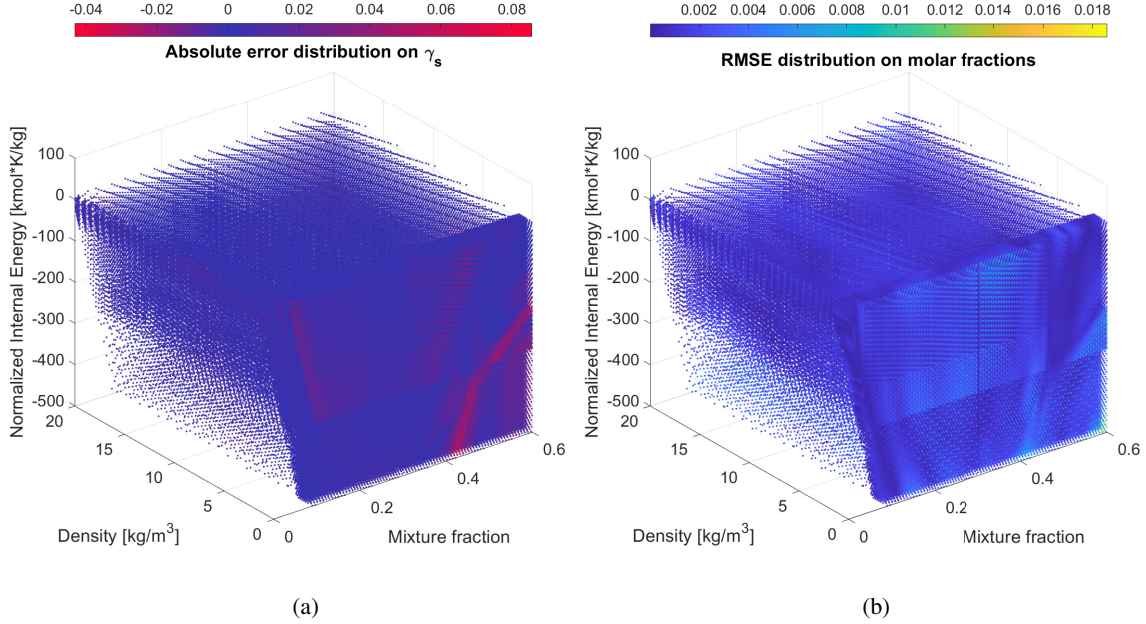 -0.04 -0.02 0 0.02 0.04 0.06 0.08
Absolute error distribution on γs
Normalized Internal Energy [kmol*K/kg]
100
0
-100
-200
-300
-400
-500
20
15
10
5
0
Density [kg/m³]
0
0.2
0.4
0.6
Mixture fraction
(a)
0.002 0.004 0.006 0.008 0.01 0.012 0.014 0.016 0.018
RMSE distribution on molar fractions
Normalized Internal Energy [kmol*K/kg]
100
0
-100
-200
-300
-400
-500
20
15
10
5
0
Density [kg/m³]
0
0.2
0.4
0.6
Mixture fraction
(b)